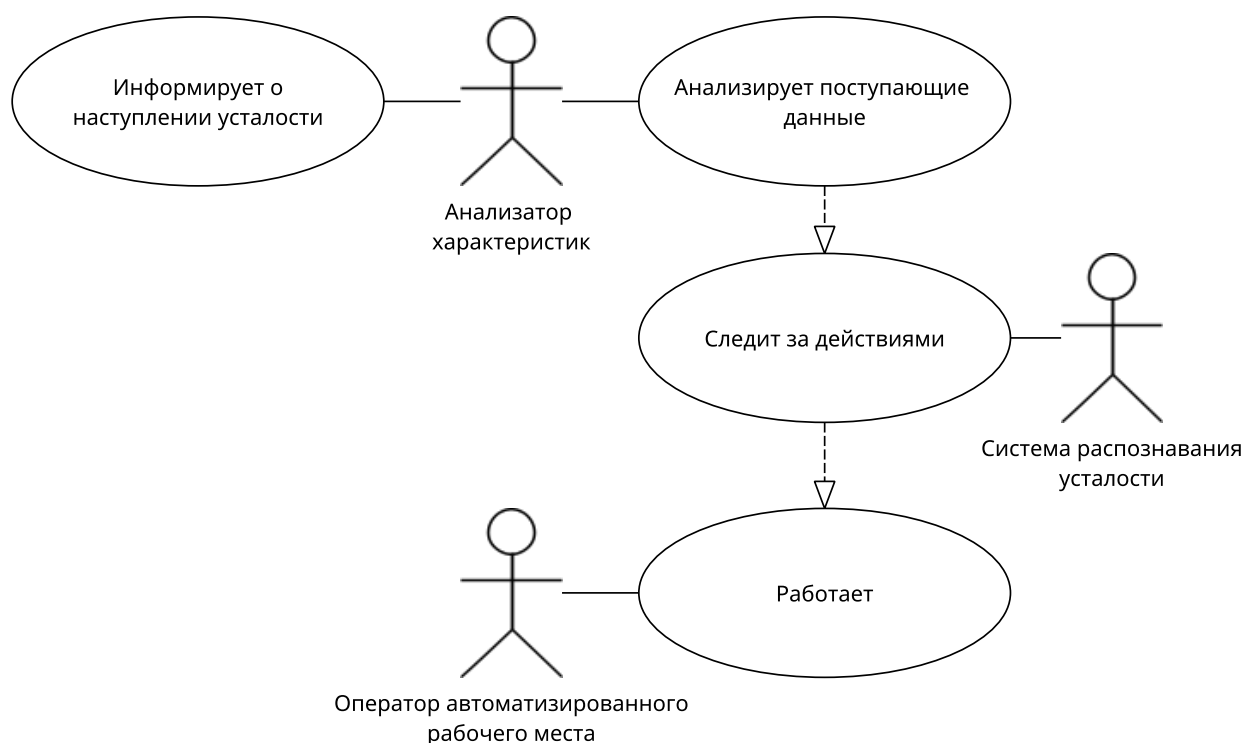 Информирует о
наступлении усталости
Анализирует поступающие
данные
Анализатор
характеристик
Следит за действиями
Система распознавания
усталости
Работает
Оператор автоматизированного
рабочего места